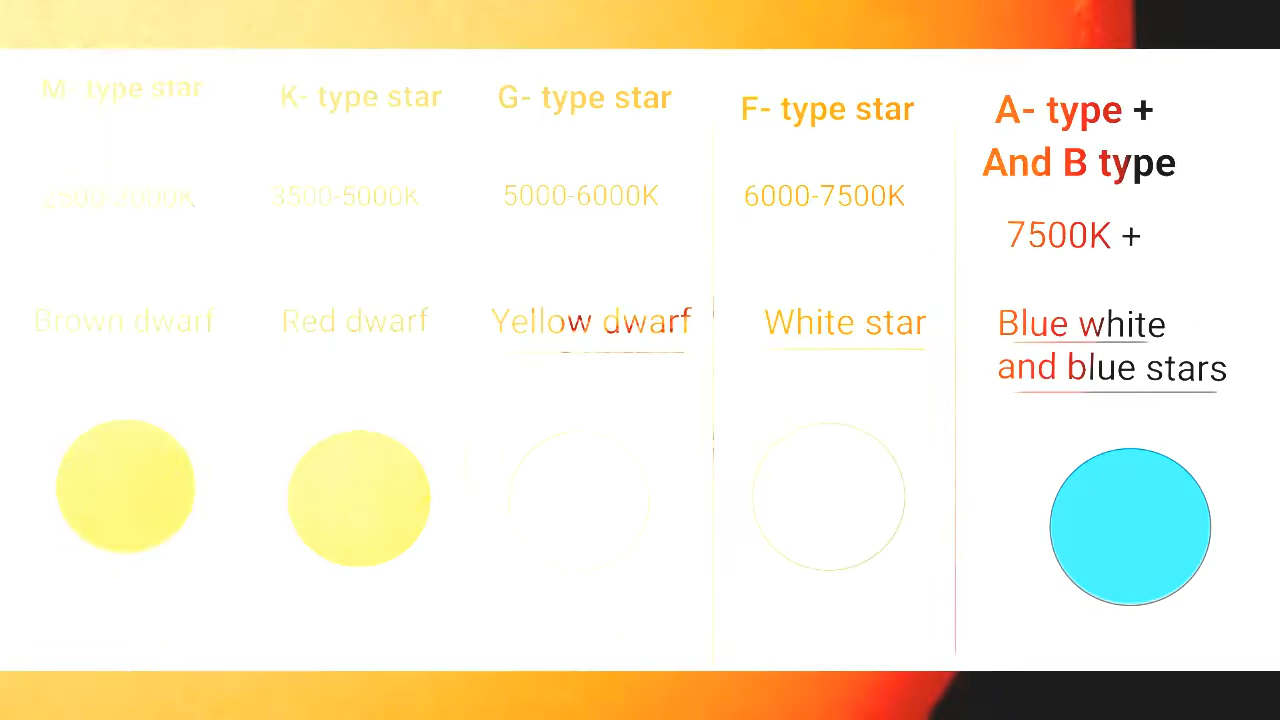 M- type star
K- type star
G- type star
F- type star
A- type +
And B type
3500-5000K
5000-6000K
6000-7500K
7500K +
Brown dwarf
Red dwarf
Yellow dwarf
White star
Blue white
and blue stars